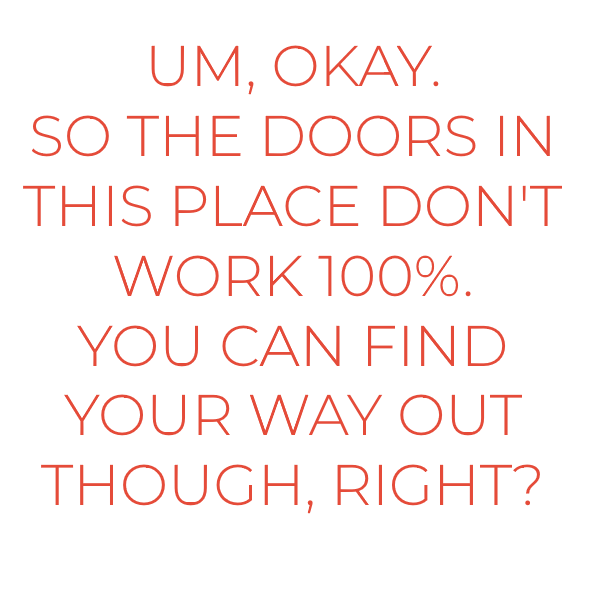 UM, OKAY.
SO THE DOORS IN
THIS PLACE DON'T
WORK 100%.
YOU CAN FIND
YOUR WAY OUT
THOUGH, RIGHT?